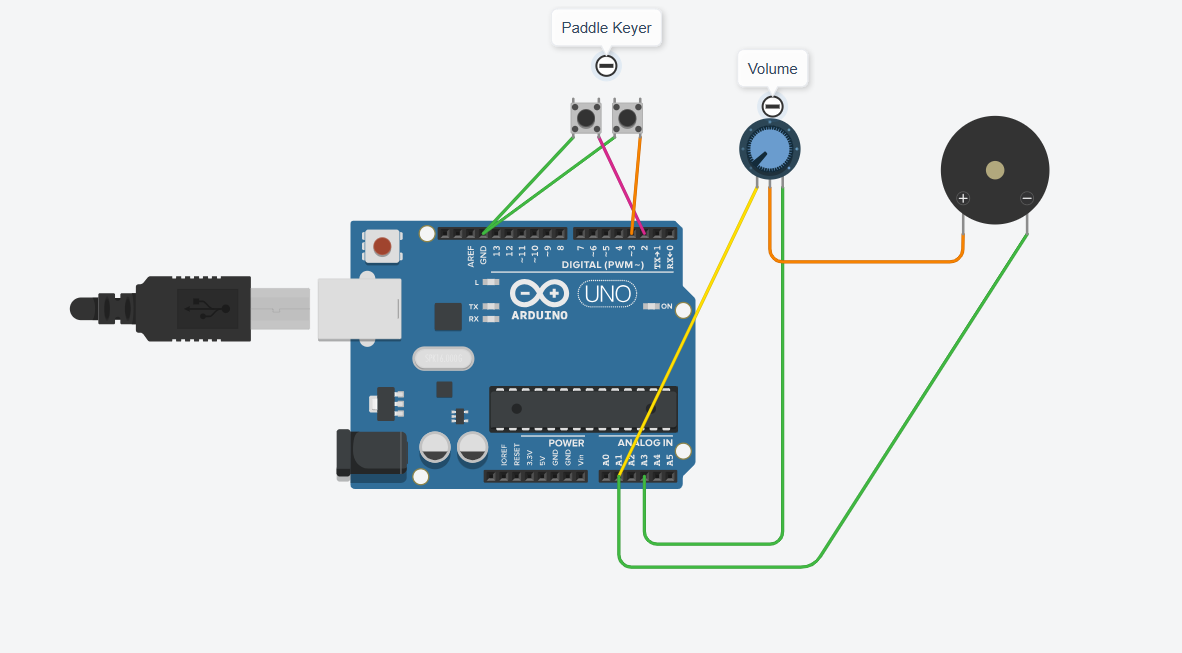 Paddle Keyer
Volume
AREF
GND
13
12
~11
~10
~9
8
7
~6
~5
4
~3
2
TX→1
RX←0
DIGITAL (PWM~)
L
TX
RX
ARDUINO
UNO
ON
POWER
ANALOG IN
IOREF
RESET
3.3V
5V
GND
GND
Vin
A0
A1
A2
A3
A4
A5